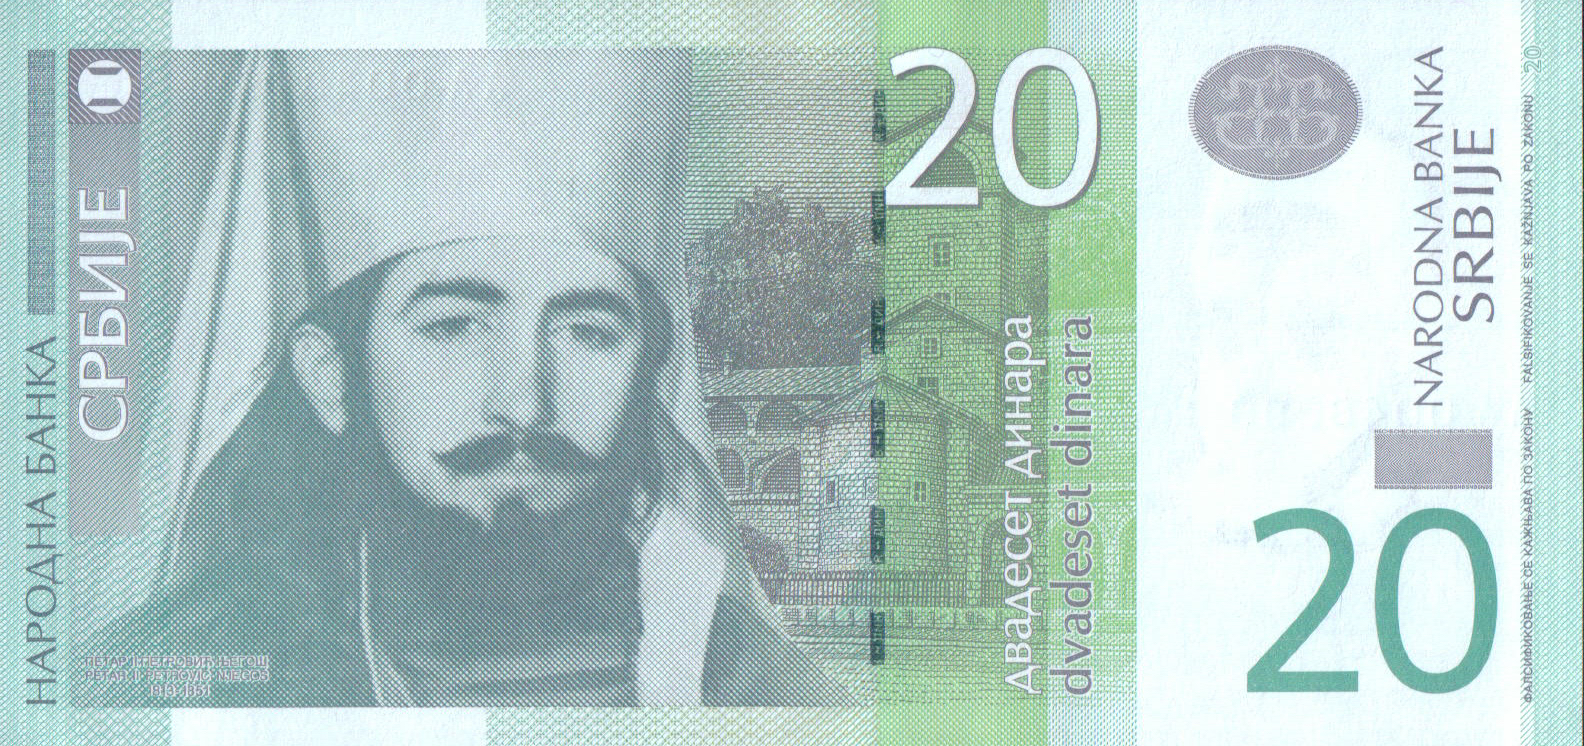 НАРОДНА БАНКА
СРБИЈЕ
ПЕТАР II ПЕТРОВИЋ ЊЕГОШ
PETAR II PETROVIĆ NJEGOŠ
1813-1851
20
двадесет динара
dvadeset dinara
NARODNA BANKA
SRBIJE
20
ФАЛСИФИКОВАЊЕ СЕ КАЖЊАВА ПО ЗАКОНУ FALSIFIKOVANJE SE KAŽNJAVA PO ZAKONU 20